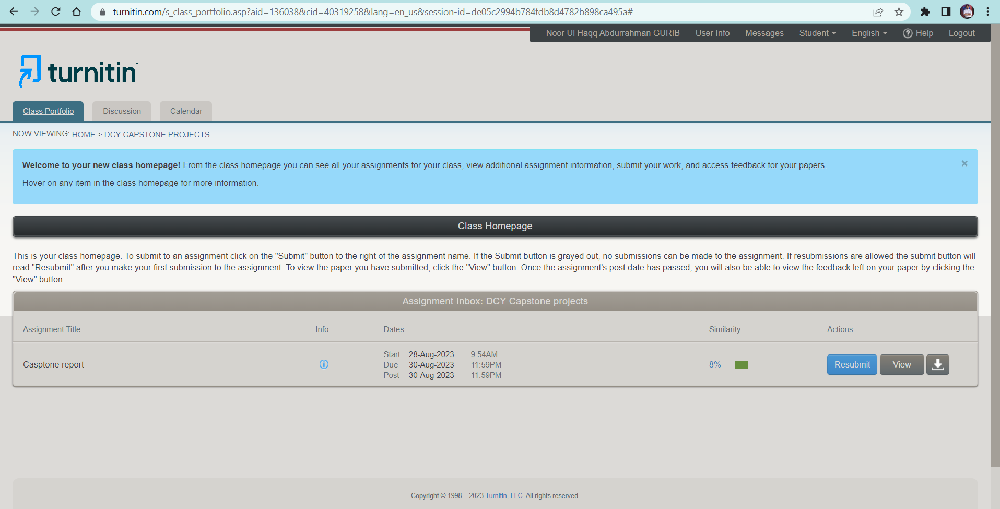 turnitin.com/s_class_portfolio.asp?aid=136038&cid=40319258&lang=en_us&session-id=de05c2994b784fdb8d4782b898ca495a#
Noor Ul Haqq Abdurrahman GURIB User Info Messages Student English ? Help Logout
turnitin™
Class Portfolio Discussion Calendar
NOW VIEWING: HOME > DCY CAPSTONE PROJECTS
Welcome to your new class homepage! From the class homepage you can see all your assignments for your class, view additional assignment information, submit your work, and access feedback for your papers. ×
Hover on any item in the class homepage for more information.
Class Homepage
This is your class homepage. To submit to an assignment click on the "Submit" button to the right of the assignment name. If the Submit button is grayed out, no submissions can be made to the assignment. If resubmissions are allowed the submit button will
read "Resubmit" after you make your first submission to the assignment. To view the paper you have submitted, click the "View" button. Once the assignment's post date has passed, you will also be able to view the feedback left on your paper by clicking the
"View" button.
Assignment Inbox: DCY Capstone projects
Assignment Title Info Dates Similarity Actions
Casptone report
Start 28-Aug-2023 9:54AM
Due 30-Aug-2023 11:59PM
Post 30-Aug-2023 11:59PM
8%
Resubmit View
Copyright © 1998 – 2023 Turnitin, LLC. All rights reserved.